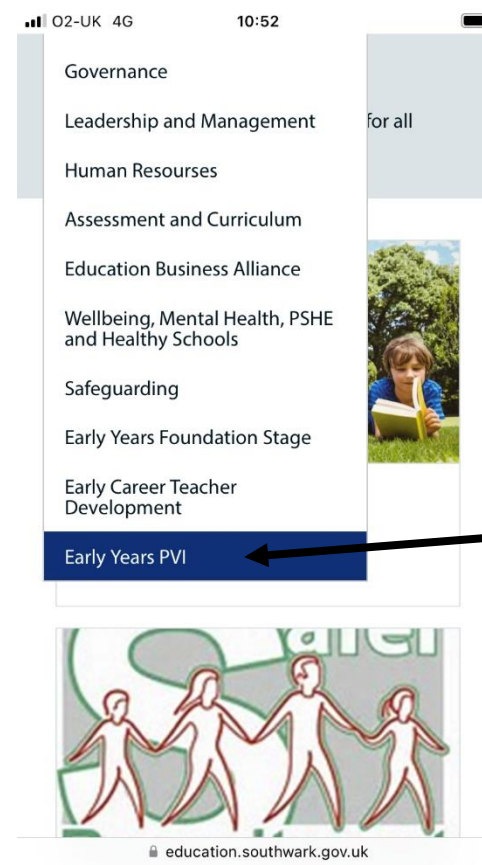 O2-UK 4G 10:52
Governance
Leadership and Management for all
Human Resourses
Assessment and Curriculum
Education Business Alliance
Wellbeing, Mental Health, PSHE
and Healthy Schools
Safeguarding
Early Years Foundation Stage
Early Career Teacher
Development
Early Years PVI
education.southwark.gov.uk